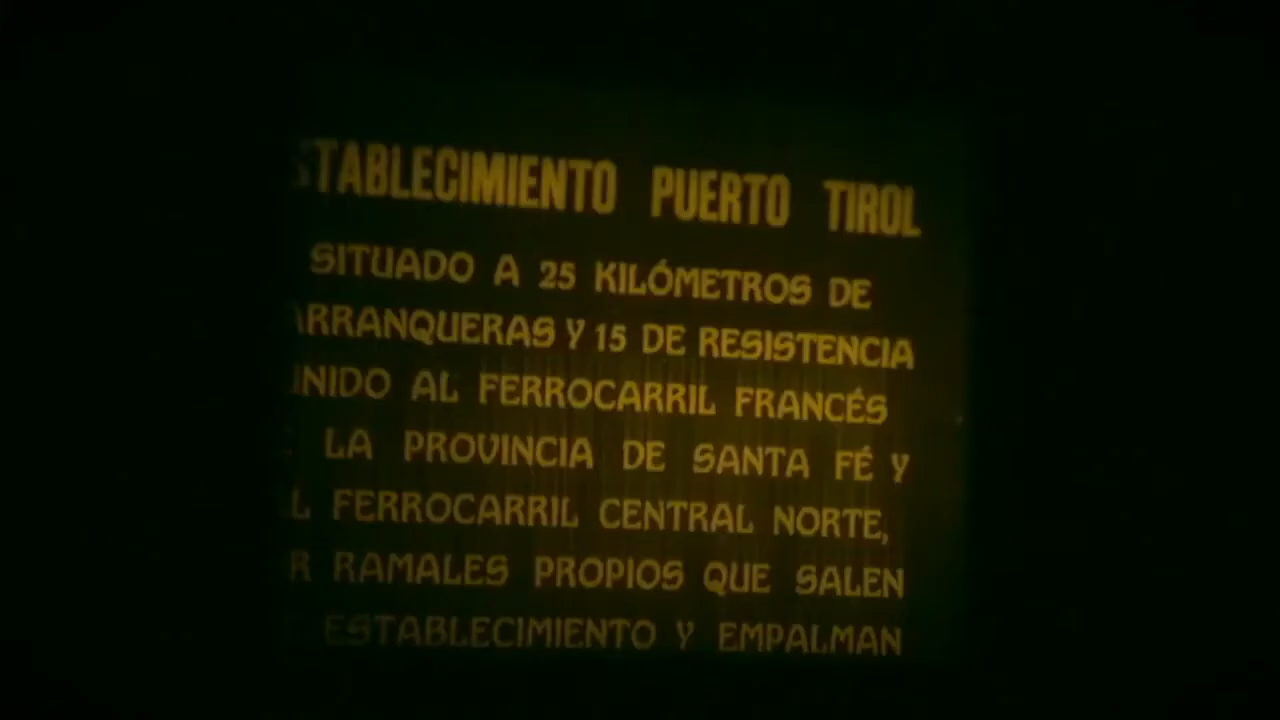 STABLECIMIENTO PUERTO TIROL
SITUADO A 25 KILÓMETROS DE
ARRANQUERAS Y 15 DE RESISTENCIA
UNIDO AL FERROCARRIL FRANCÉS
E LA PROVINCIA DE SANTA FÉ Y
L FERROCARRIL CENTRAL NORTE,
R RAMALES PROPIOS QUE SALEN
E ESTABLECIMIENTO Y EMPALMAN